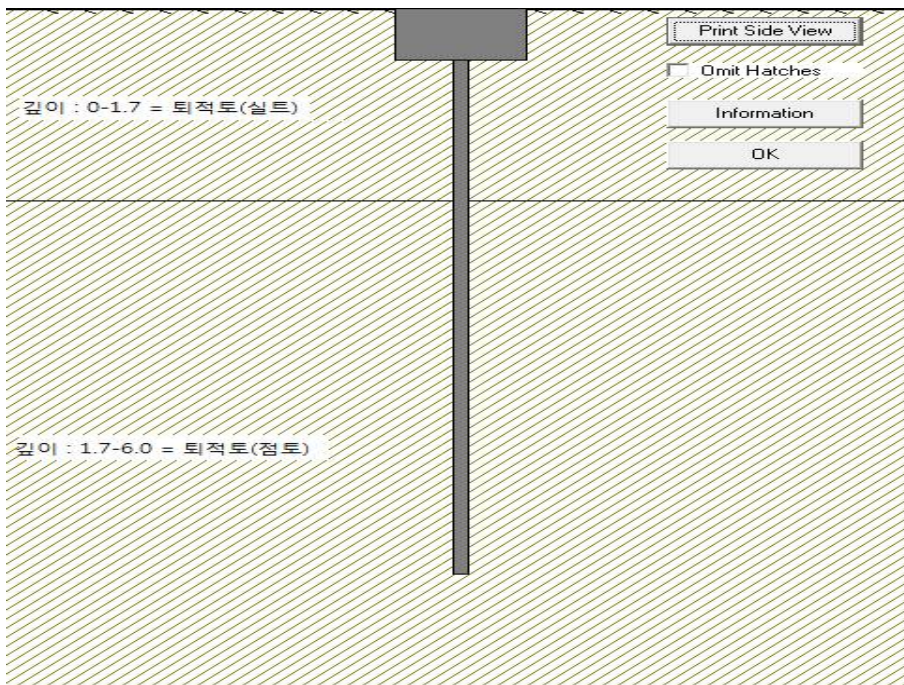 Print Side View
Omit Hatches
깊이 : 0-1.7 = 퇴적토(실트)
Information
OK
깊이 : 1.7-6.0 = 퇴적토(점토)